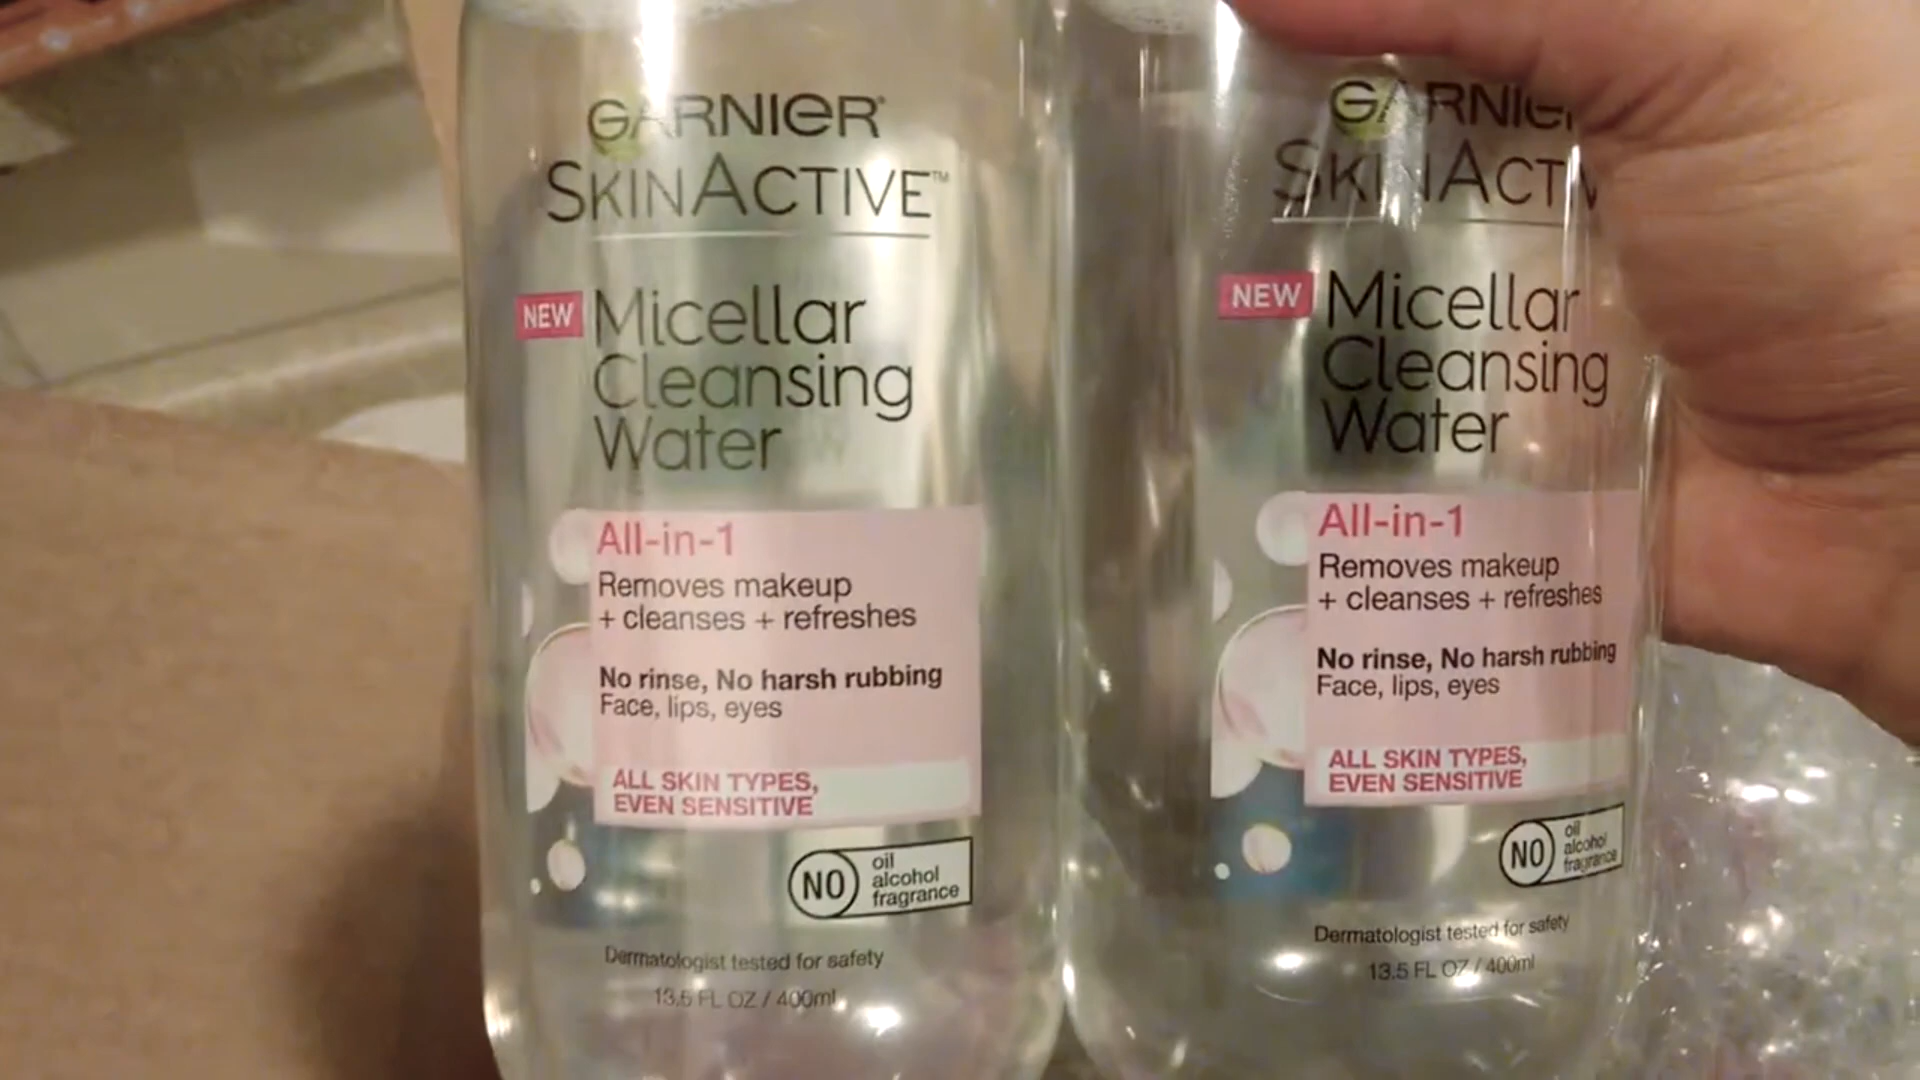 GARNIER
SKINACTIVE™
NEW
Micellar
Cleansing
Water
All-in-1
Removes makeup
+ cleanses + refreshes
No rinse, No harsh rubbing
Face, lips, eyes
ALL SKIN TYPES,
EVEN SENSITIVE
NO
oil
alcohol
fragrance
Dermatologist tested for safety
13.5 FL OZ / 400ml
GARNIE
SKINACTIV
NEW
Micellar
Cleansing
Water
All-in-1
Removes makeup
+ cleanses + refreshes
No rinse, No harsh rubbing
Face, lips, eyes
ALL SKIN TYPES,
EVEN SENSITIVE
NO
oil
alcohol
fragrance
Dermatologist tested for safety
13.5 FL OZ / 400ml